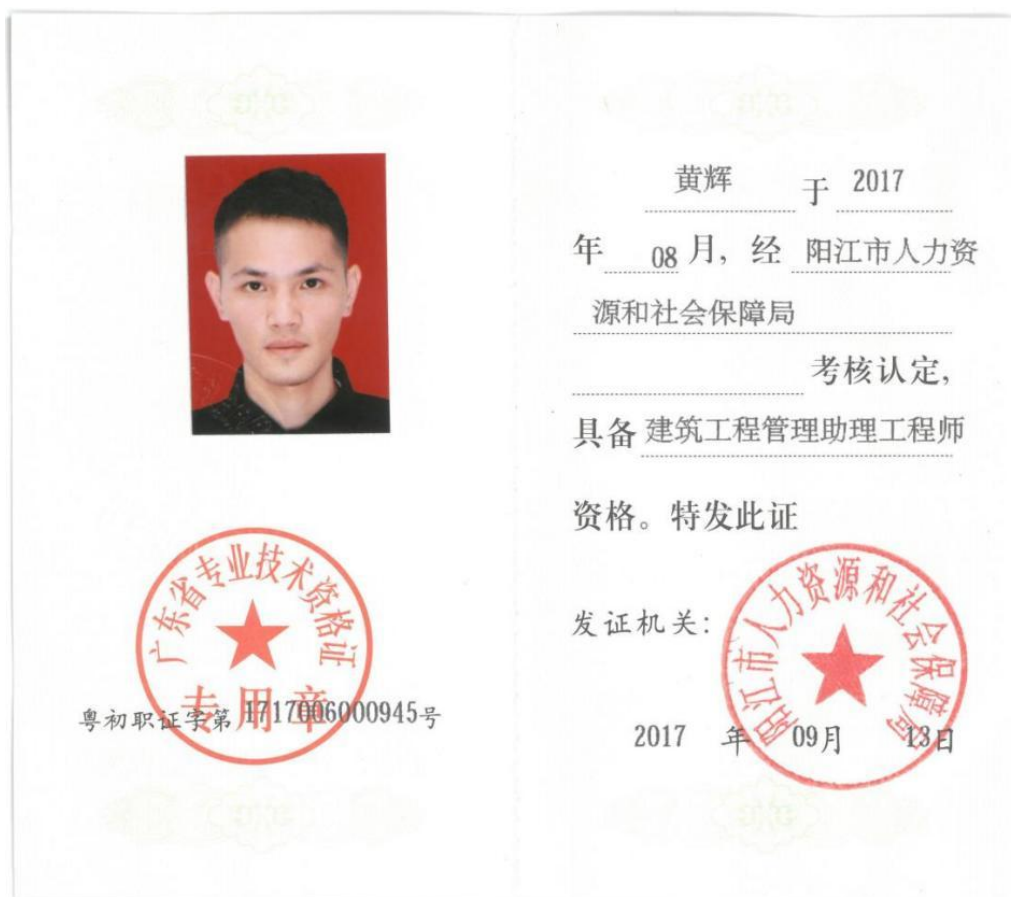 广东省专业技术资格证
专用章
粤初职证字第1717006000945号
黄辉 于 2017
年 08 月, 经 阳江市人力资
源和社会保障局
考核认定,
具备 建筑工程管理助理工程师
资格。特发此证
发证机关:
阳江市人力资源和社会保障局
2017 年 09月 13日